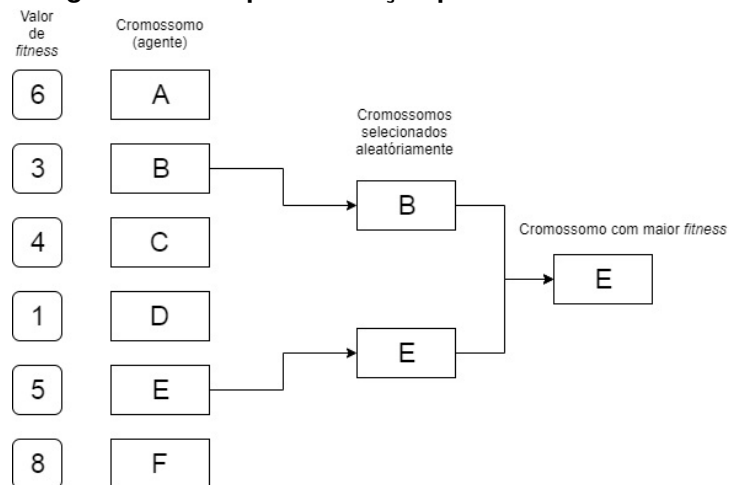 Valor
de
fitness
Cromossomo
(agente)
6
A
3
B
4
C
1
D
5
E
8
F
Cromossomos
selecionados
aleatóriamente
B
E
Cromossomo com maior fitness
E